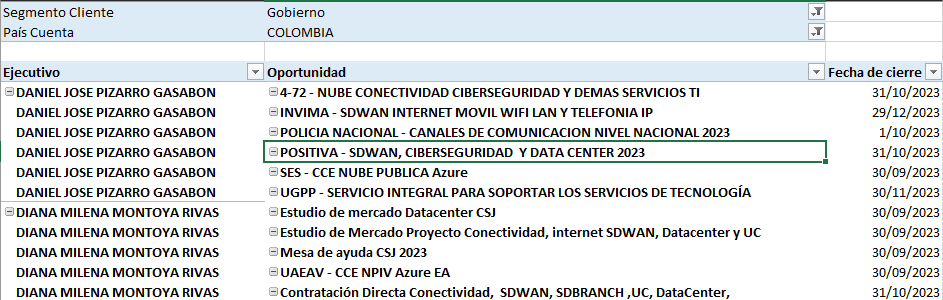 Segmento Cliente Gobierno
País Cuenta COLOMBIA
Ejecutivo Oportunidad Fecha de cierre
DANIEL JOSE PIZARRO GASABON 4-72 - NUBE CONECTIVIDAD CIBERSEGURIDAD Y DEMAS SERVICIOS TI 31/10/2023
DANIEL JOSE PIZARRO GASABON INVIMA - SDWAN INTERNET MOVIL WIFI LAN Y TELEFONIA IP 29/12/2023
DANIEL JOSE PIZARRO GASABON POLICIA NACIONAL - CANALES DE COMUNICACION NIVEL NACIONAL 2023 1/10/2023
DANIEL JOSE PIZARRO GASABON POSITIVA - SDWAN, CIBERSEGURIDAD Y DATA CENTER 2023 31/10/2023
DANIEL JOSE PIZARRO GASABON SES - CCE NUBE PUBLICA Azure 30/09/2023
DANIEL JOSE PIZARRO GASABON UGPP - SERVICIO INTEGRAL PARA SOPORTAR LOS SERVICIOS DE TECNOLOGÍA 30/11/2023
DIANA MILENA MONTOYA RIVAS Estudio de mercado Datacenter CSJ 30/09/2023
DIANA MILENA MONTOYA RIVAS Estudio de Mercado Proyecto Conectividad, internet SDWAN, Datacenter y UC 30/09/2023
DIANA MILENA MONTOYA RIVAS Mesa de ayuda CSJ 2023 30/09/2023
DIANA MILENA MONTOYA RIVAS UAEAV - CCE NPIV Azure EA 30/09/2023
DIANA MILENA MONTOYA RIVAS Contratación Directa Conectividad, SDWAN, SDBRANCH ,UC, DataCenter, 31/10/2023